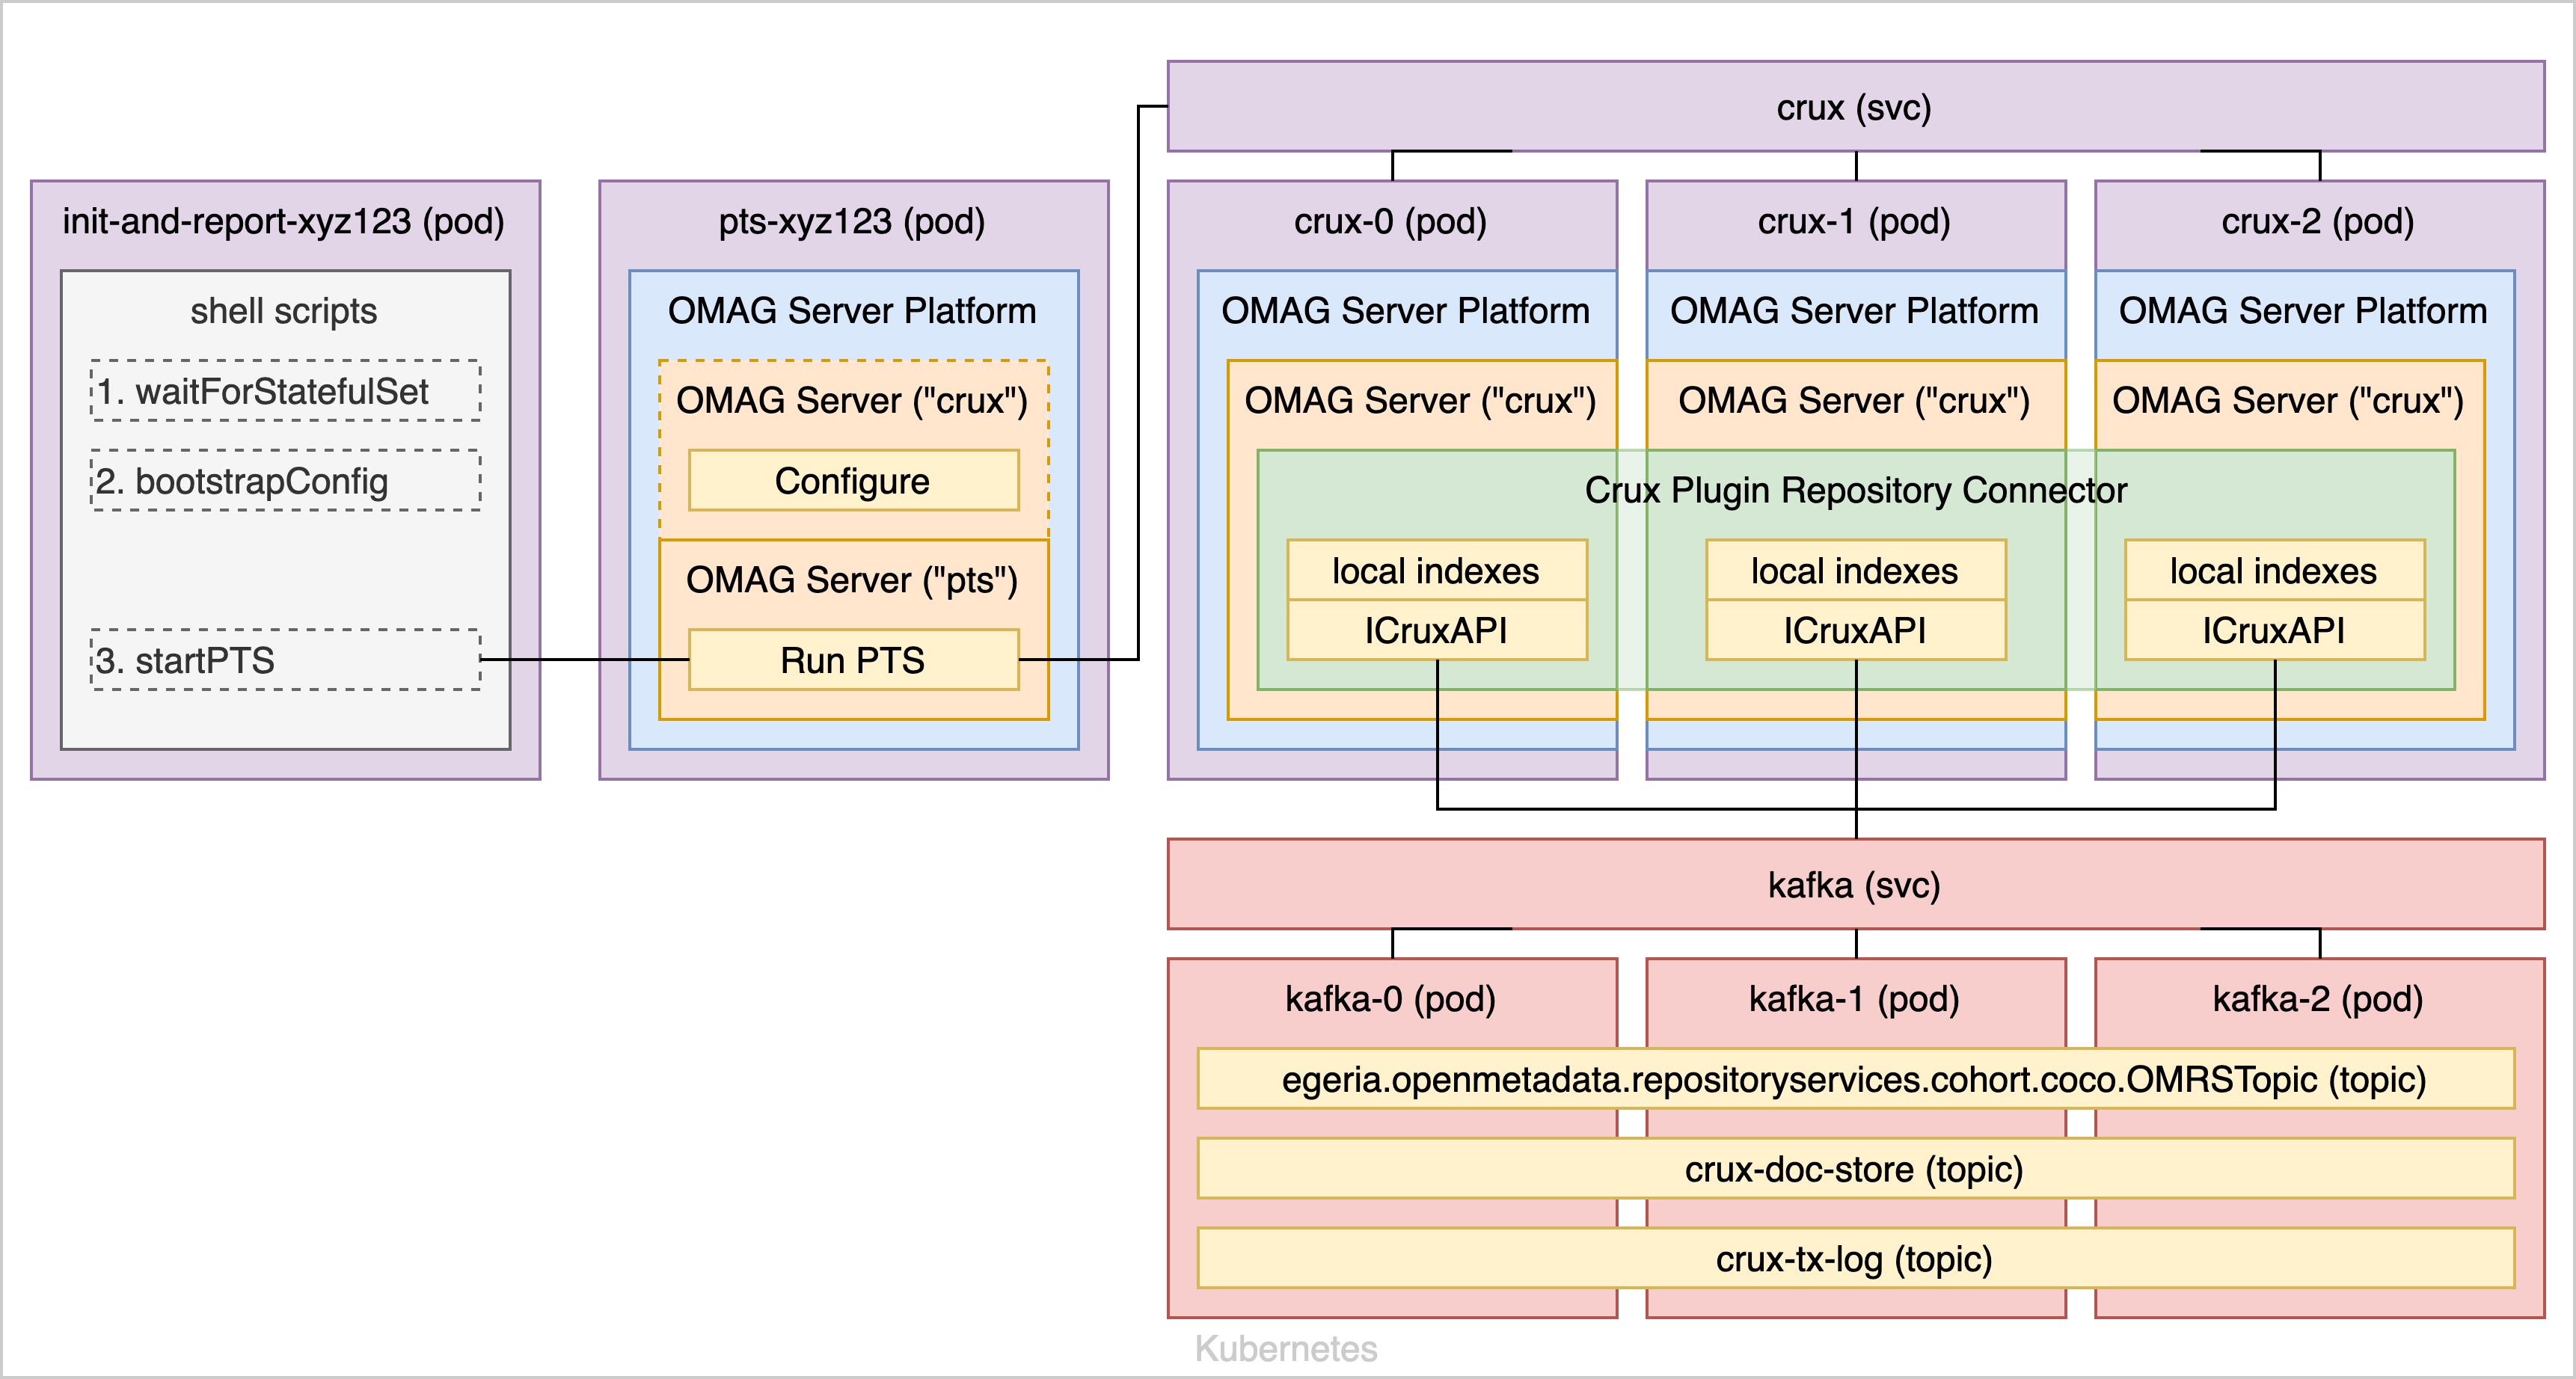 crux (svc)
init-and-report-xyz123 (pod)
shell scripts
1. waitForStatefulSet
2. bootstrapConfig
3. startPTS
pts-xyz123 (pod)
OMAG Server Platform
OMAG Server ("crux")
Configure
OMAG Server ("pts")
Run PTS
crux-0 (pod)
OMAG Server Platform
OMAG Server ("crux")
crux-1 (pod)
OMAG Server Platform
OMAG Server ("crux")
crux-2 (pod)
OMAG Server Platform
OMAG Server ("crux")
Crux Plugin Repository Connector
local indexes
ICruxAPI
local indexes
ICruxAPI
local indexes
ICruxAPI
kafka (svc)
kafka-0 (pod)
kafka-1 (pod)
kafka-2 (pod)
egeria.openmetadata.repositoryservices.cohort.coco.OMRSTopic (topic)
crux-doc-store (topic)
crux-tx-log (topic)
Kubernetes